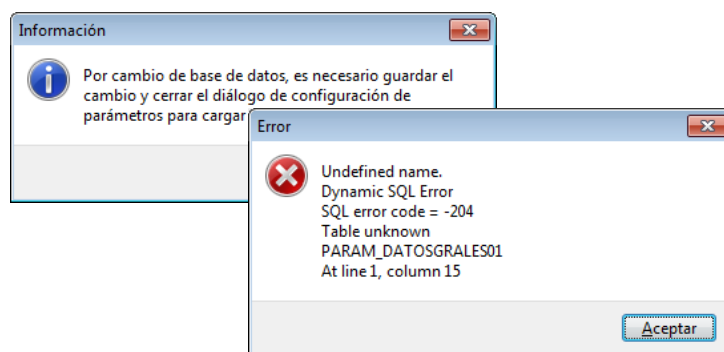 Información
Por cambio de base de datos, es necesario guardar el
cambio y cerrar el diálogo de configuración de
parámetros para cargar
Error
Undefined name.
Dynamic SQL Error
SQL error code = -204
Table unknown
PARAM_DATOSGRALES01
At line 1, column 15
Aceptar